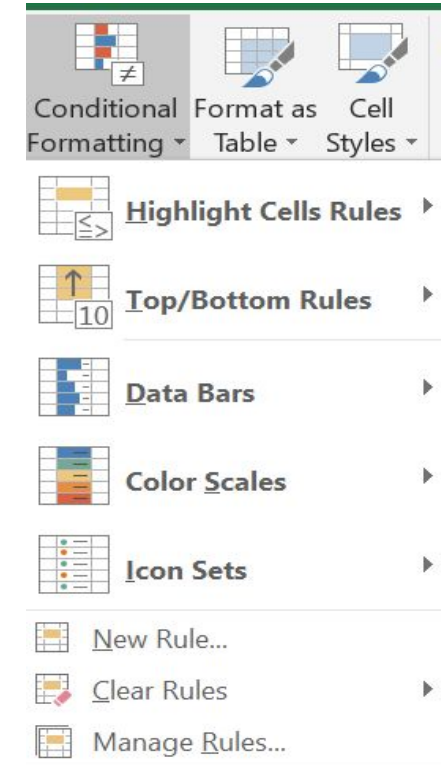 Conditional Formatting
Format as Table
Cell Styles
Highlight Cells Rules
Top/Bottom Rules
10
Data Bars
Color Scales
Icon Sets
New Rule...
Clear Rules
Manage Rules...